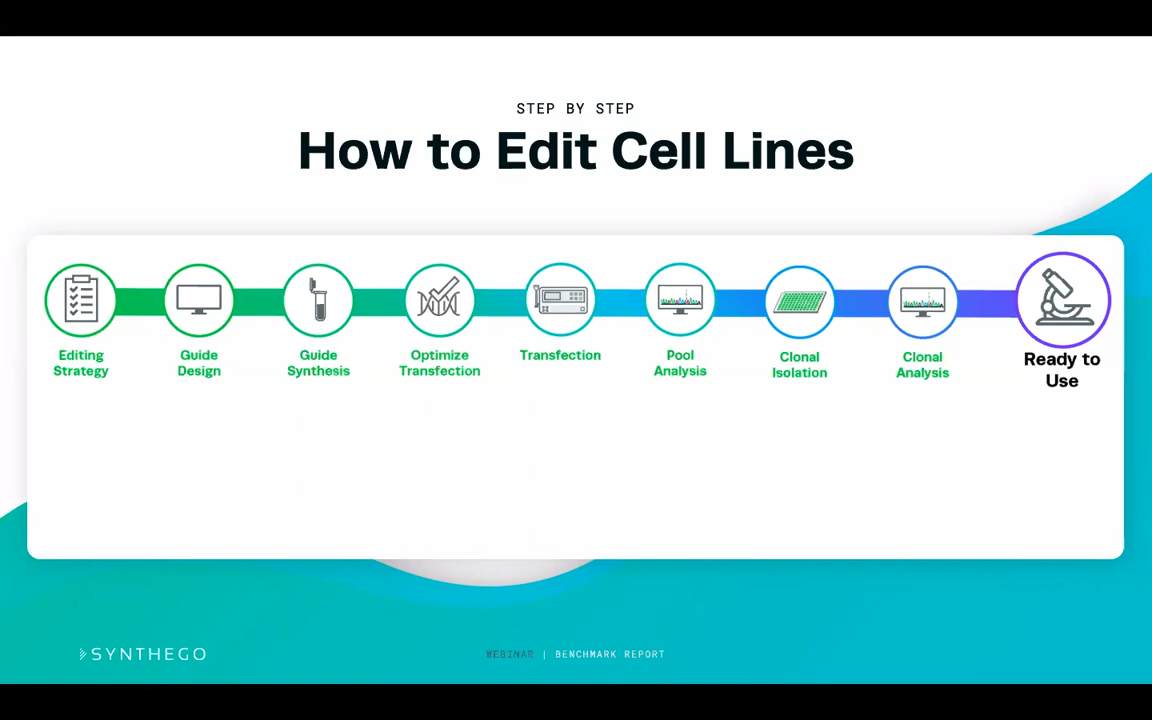 STEP BY STEP
How to Edit Cell Lines
Editing
Strategy
Guide
Design
Guide
Synthesis
Optimize
Transfection
Transfection
Pool
Analysis
Clonal
Isolation
Clonal
Analysis
Ready to
Use
SYNTHEGO
WEBINAR | BENCHMARK REPORT